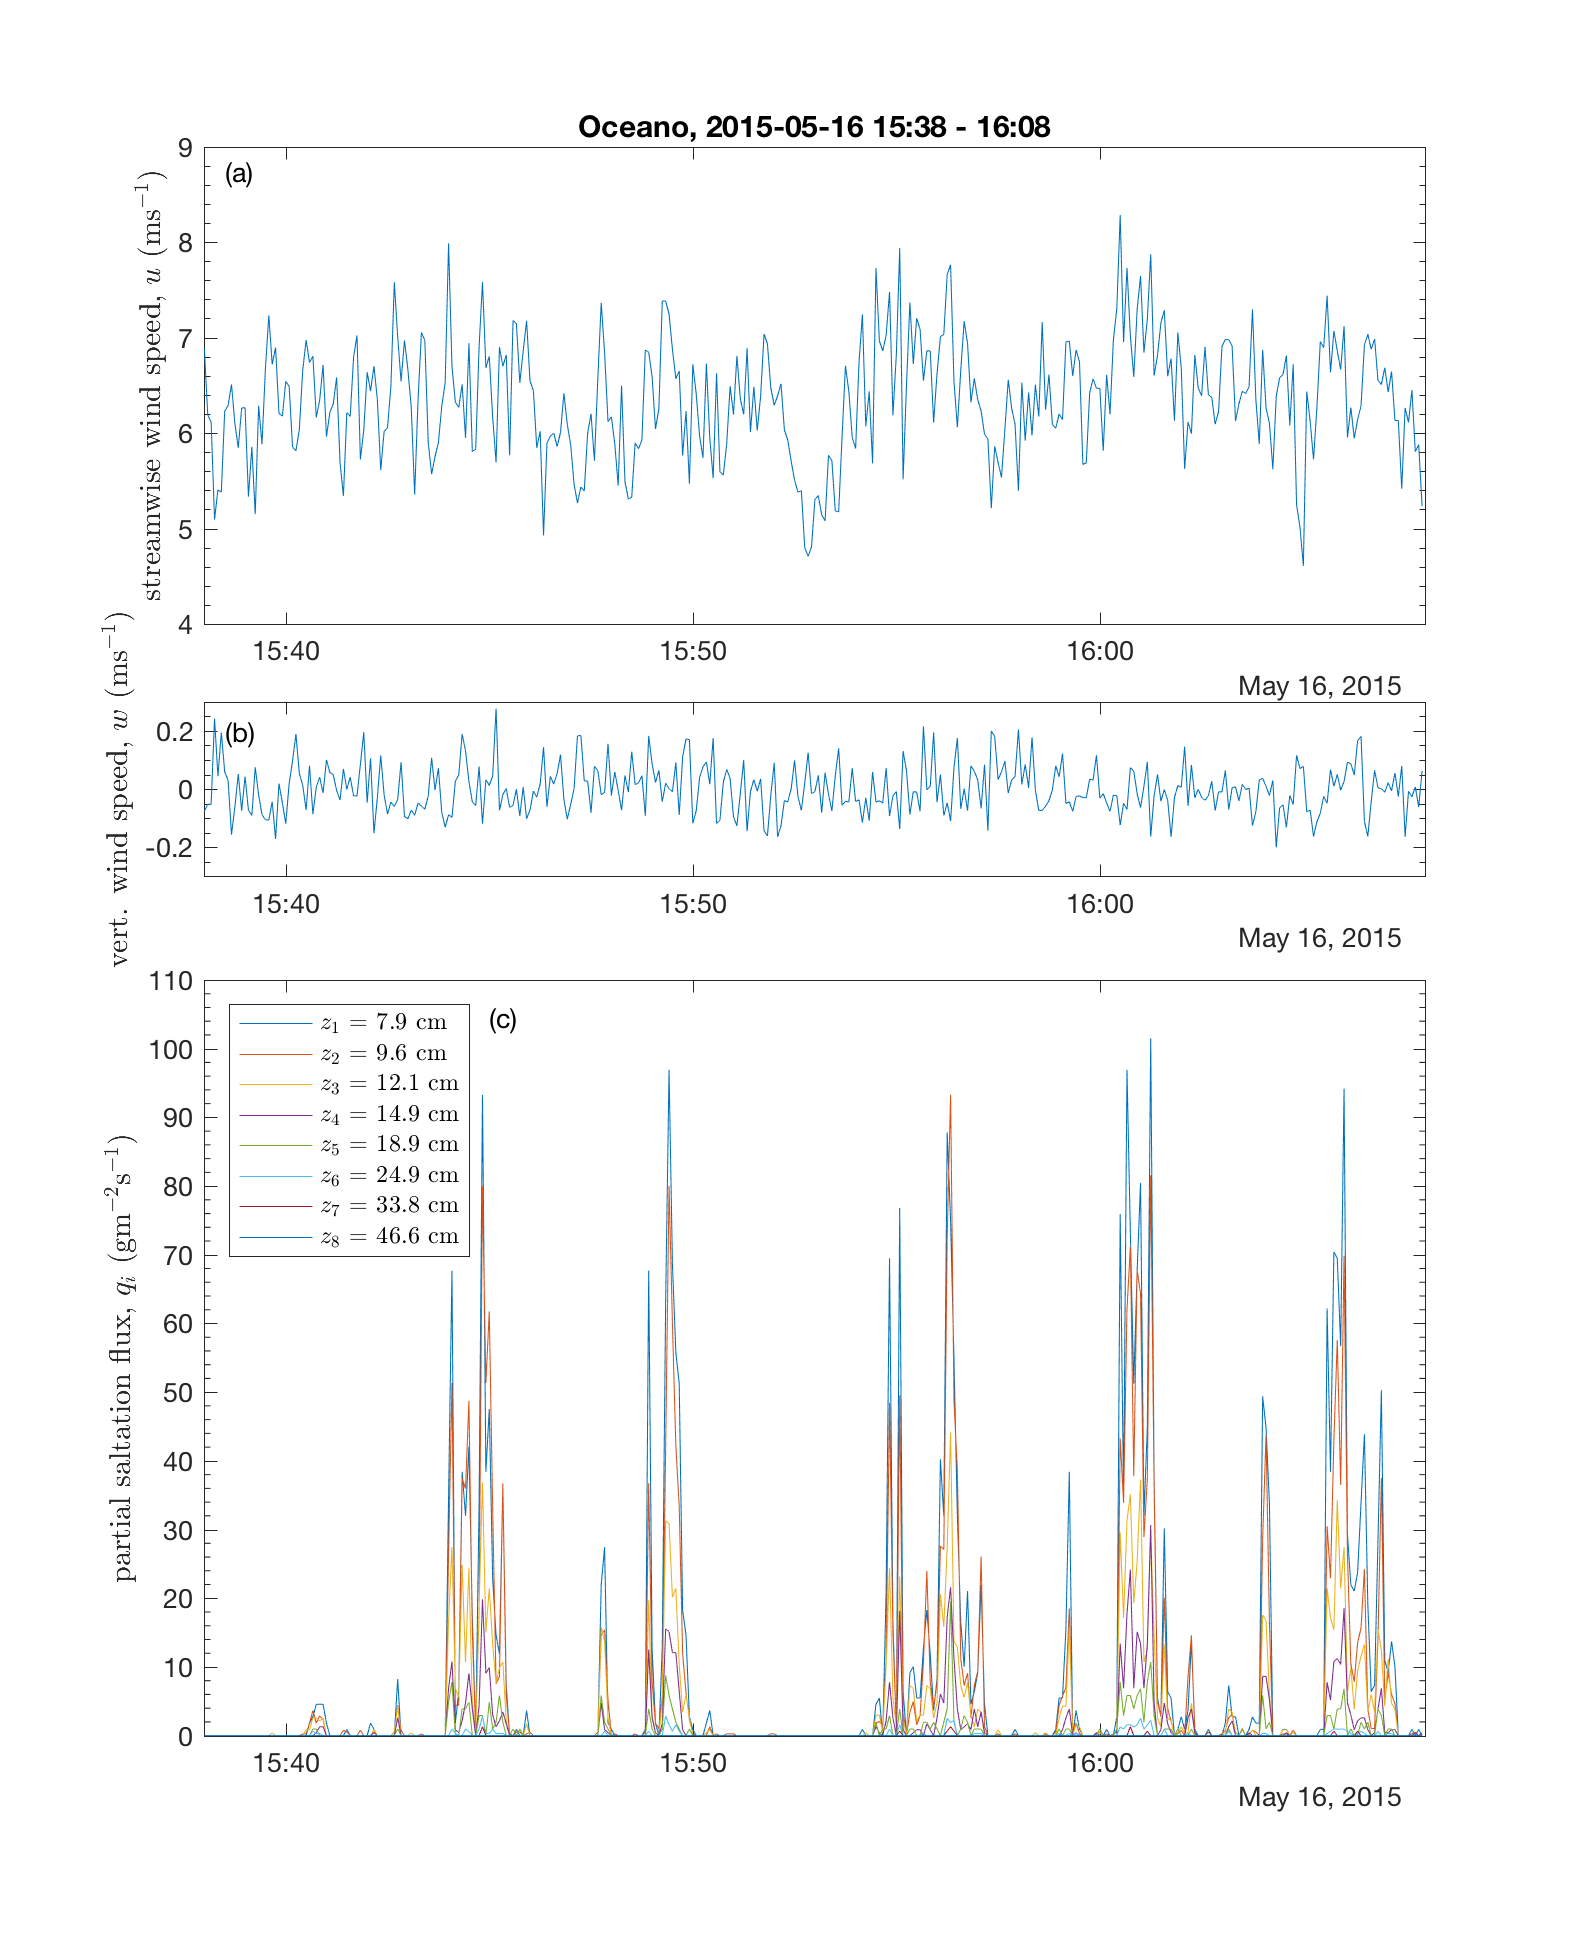 Oceano, 2015-05-16 15:38 - 16:08
(a)
streamwise wind speed, u (ms⁻¹)
9
8
7
6
5
4
15:40 15:50 16:00
May 16, 2015
(b)
vert. wind speed, w (ms⁻¹)
0.2
0
-0.2
15:40 15:50 16:00
May 16, 2015
(c)
partial saltation flux, qᵢ (gm⁻²s⁻¹)
110
100
90
80
70
60
50
40
30
20
10
0
z₁ = 7.9 cm
z₂ = 9.6 cm
z₃ = 12.1 cm
z₄ = 14.9 cm
z₅ = 18.9 cm
z₆ = 24.9 cm
z₇ = 33.8 cm
z₈ = 46.6 cm
15:40 15:50 16:00
May 16, 2015